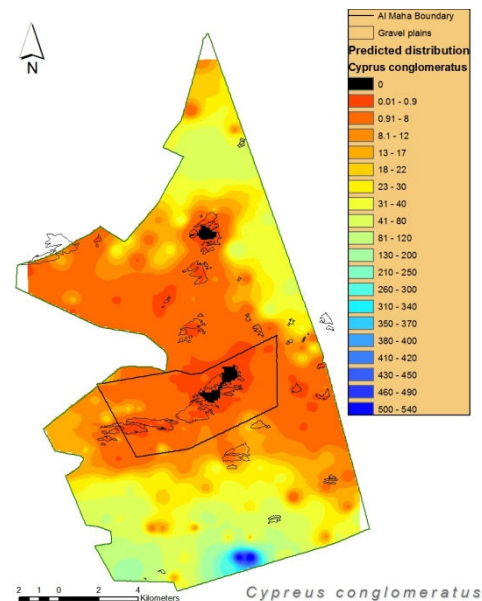 N
Al Maha Boundary
Gravel plains
Predicted distribution
Cyprus conglomeratus
0
0.01 - 0.9
0.91 - 8
8.1 - 12
13 - 17
18 - 22
23 - 30
31 - 40
41 - 80
81 - 120
130 - 200
210 - 250
260 - 300
310 - 340
350 - 370
380 - 400
410 - 420
430 - 450
460 - 490
500 - 540
2 1 0 2 4
Kilometers
Cypreus conglomeratus